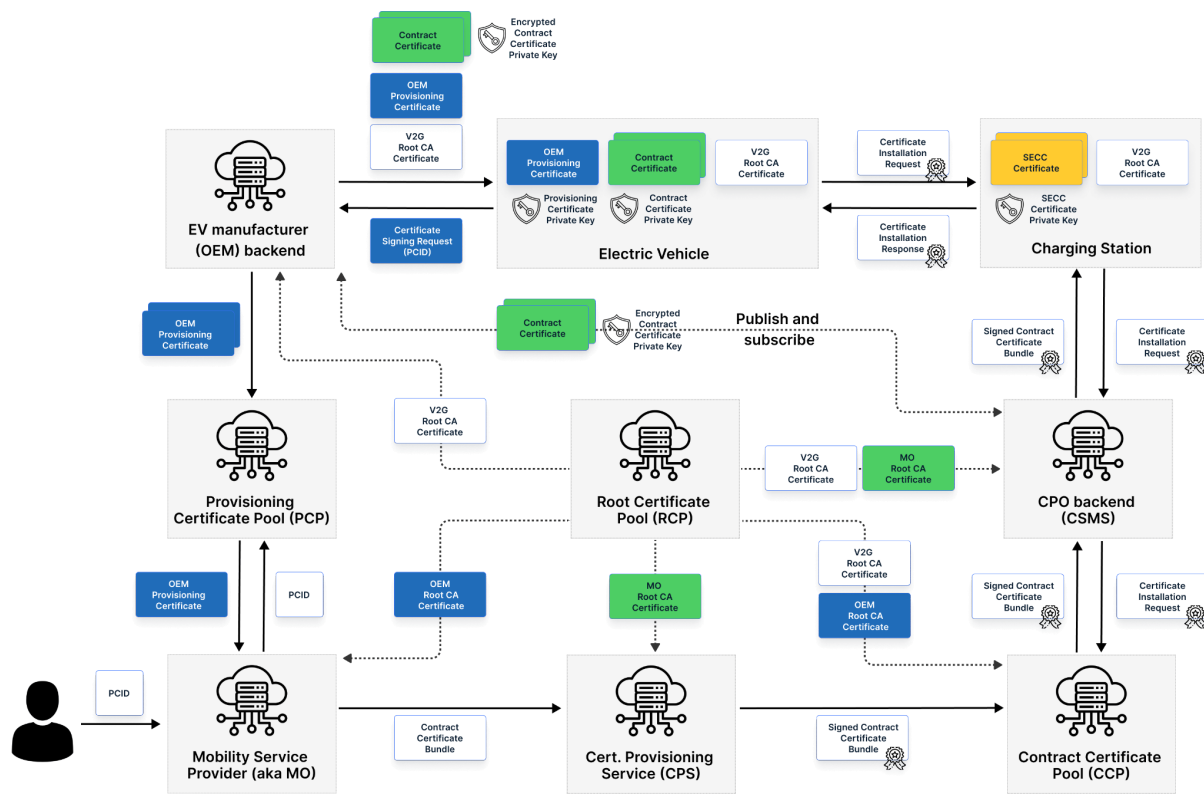 Contract
Certificate
Encrypted
Contract
Certificate
Private Key
OEM
Provisioning
Certificate
V2G
Root CA
Certificate
EV manufacturer
(OEM) backend
Certificate
Signing Request
(PCID)
OEM
Provisioning
Certificate
Contract
Certificate
V2G
Root CA
Certificate
Provisioning
Certificate
Private Key
Contract
Certificate
Private Key
Electric Vehicle
Certificate
Installation
Request
Certificate
Installation
Response
SECC
Certificate
V2G
Root CA
Certificate
SECC
Certificate
Private Key
Charging Station
OEM
Provisioning
Certificate
Contract
Certificate
Encrypted
Contract
Certificate
Private Key
Publish and
subscribe
Signed Contract
Certificate
Bundle
Certificate
Installation
Request
Provisioning
Certificate Pool (PCP)
V2G
Root CA
Certificate
Root Certificate
Pool (RCP)
V2G
Root CA
Certificate
MO
Root CA
Certificate
CPO backend
(CSMS)
OEM
Provisioning
Certificate
PCID
OEM
Root CA
Certificate
MO
Root CA
Certificate
V2G
Root CA
Certificate
OEM
Root CA
Certificate
Signed Contract
Certificate
Bundle
Certificate
Installation
Request
PCID
Mobility Service
Provider (aka MO)
Contract
Certificate
Bundle
Cert. Provisioning
Service (CPS)
Signed Contract
Certificate
Bundle
Contract Certificate
Pool (CCP)